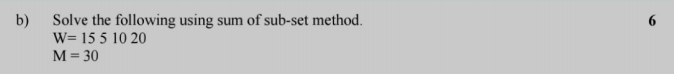 b) Solve the following using sum of sub-set method. 6
W= 15 5 10 20
M = 30